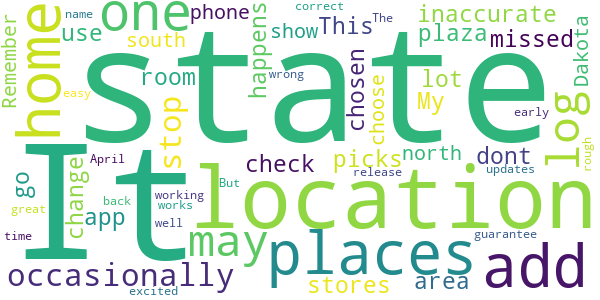 name one phone This correct inaccurate
Remember home use south state show The plaza missed Dakota
easy room happens wrong chosen choose lot My early log
stop It April check picks north dont rough
go change back app working works location release updates
great But well
time may places guarantee add
occasionally stores area
excited